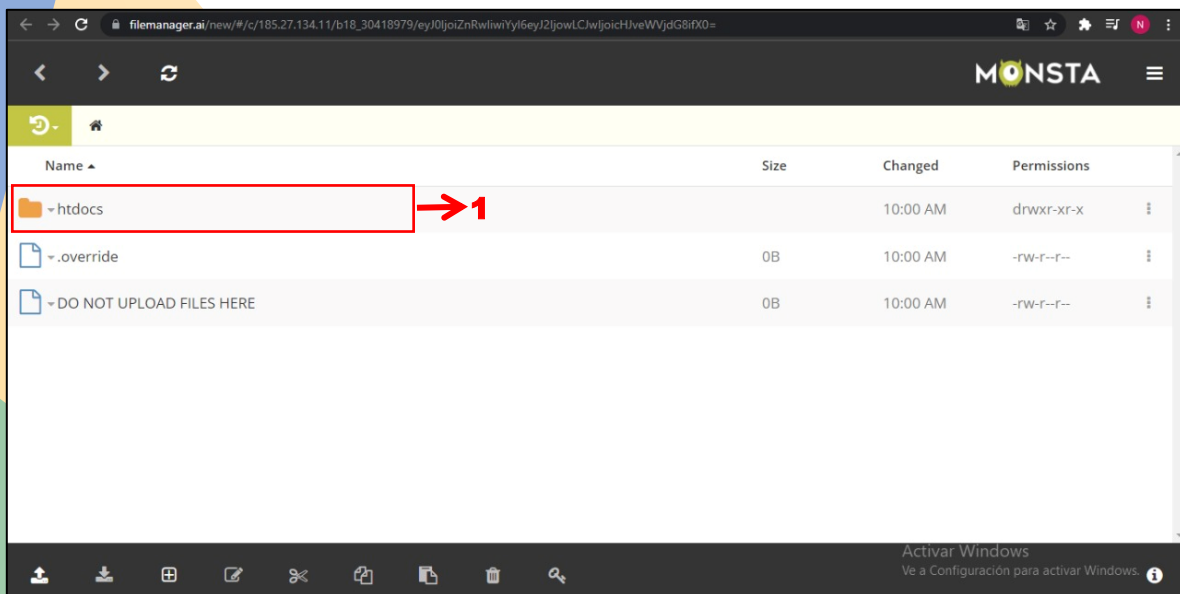 filemanager.ai/new/#/c/185.27.134.11/b18_30418979/eyJ0IjoiZnRwIiwiYyI6eyJ2IjowLCJwIjoicHJveWVjdG8ifX0=
N
MONSTA
Name Size Changed Permissions
htdocs 10:00 AM drwxr-xr-x
1
.override 0B 10:00 AM -rw-r--r--
DO NOT UPLOAD FILES HERE 0B 10:00 AM -rw-r--r--
Activar Windows
Ve a Configuración para activar Windows.